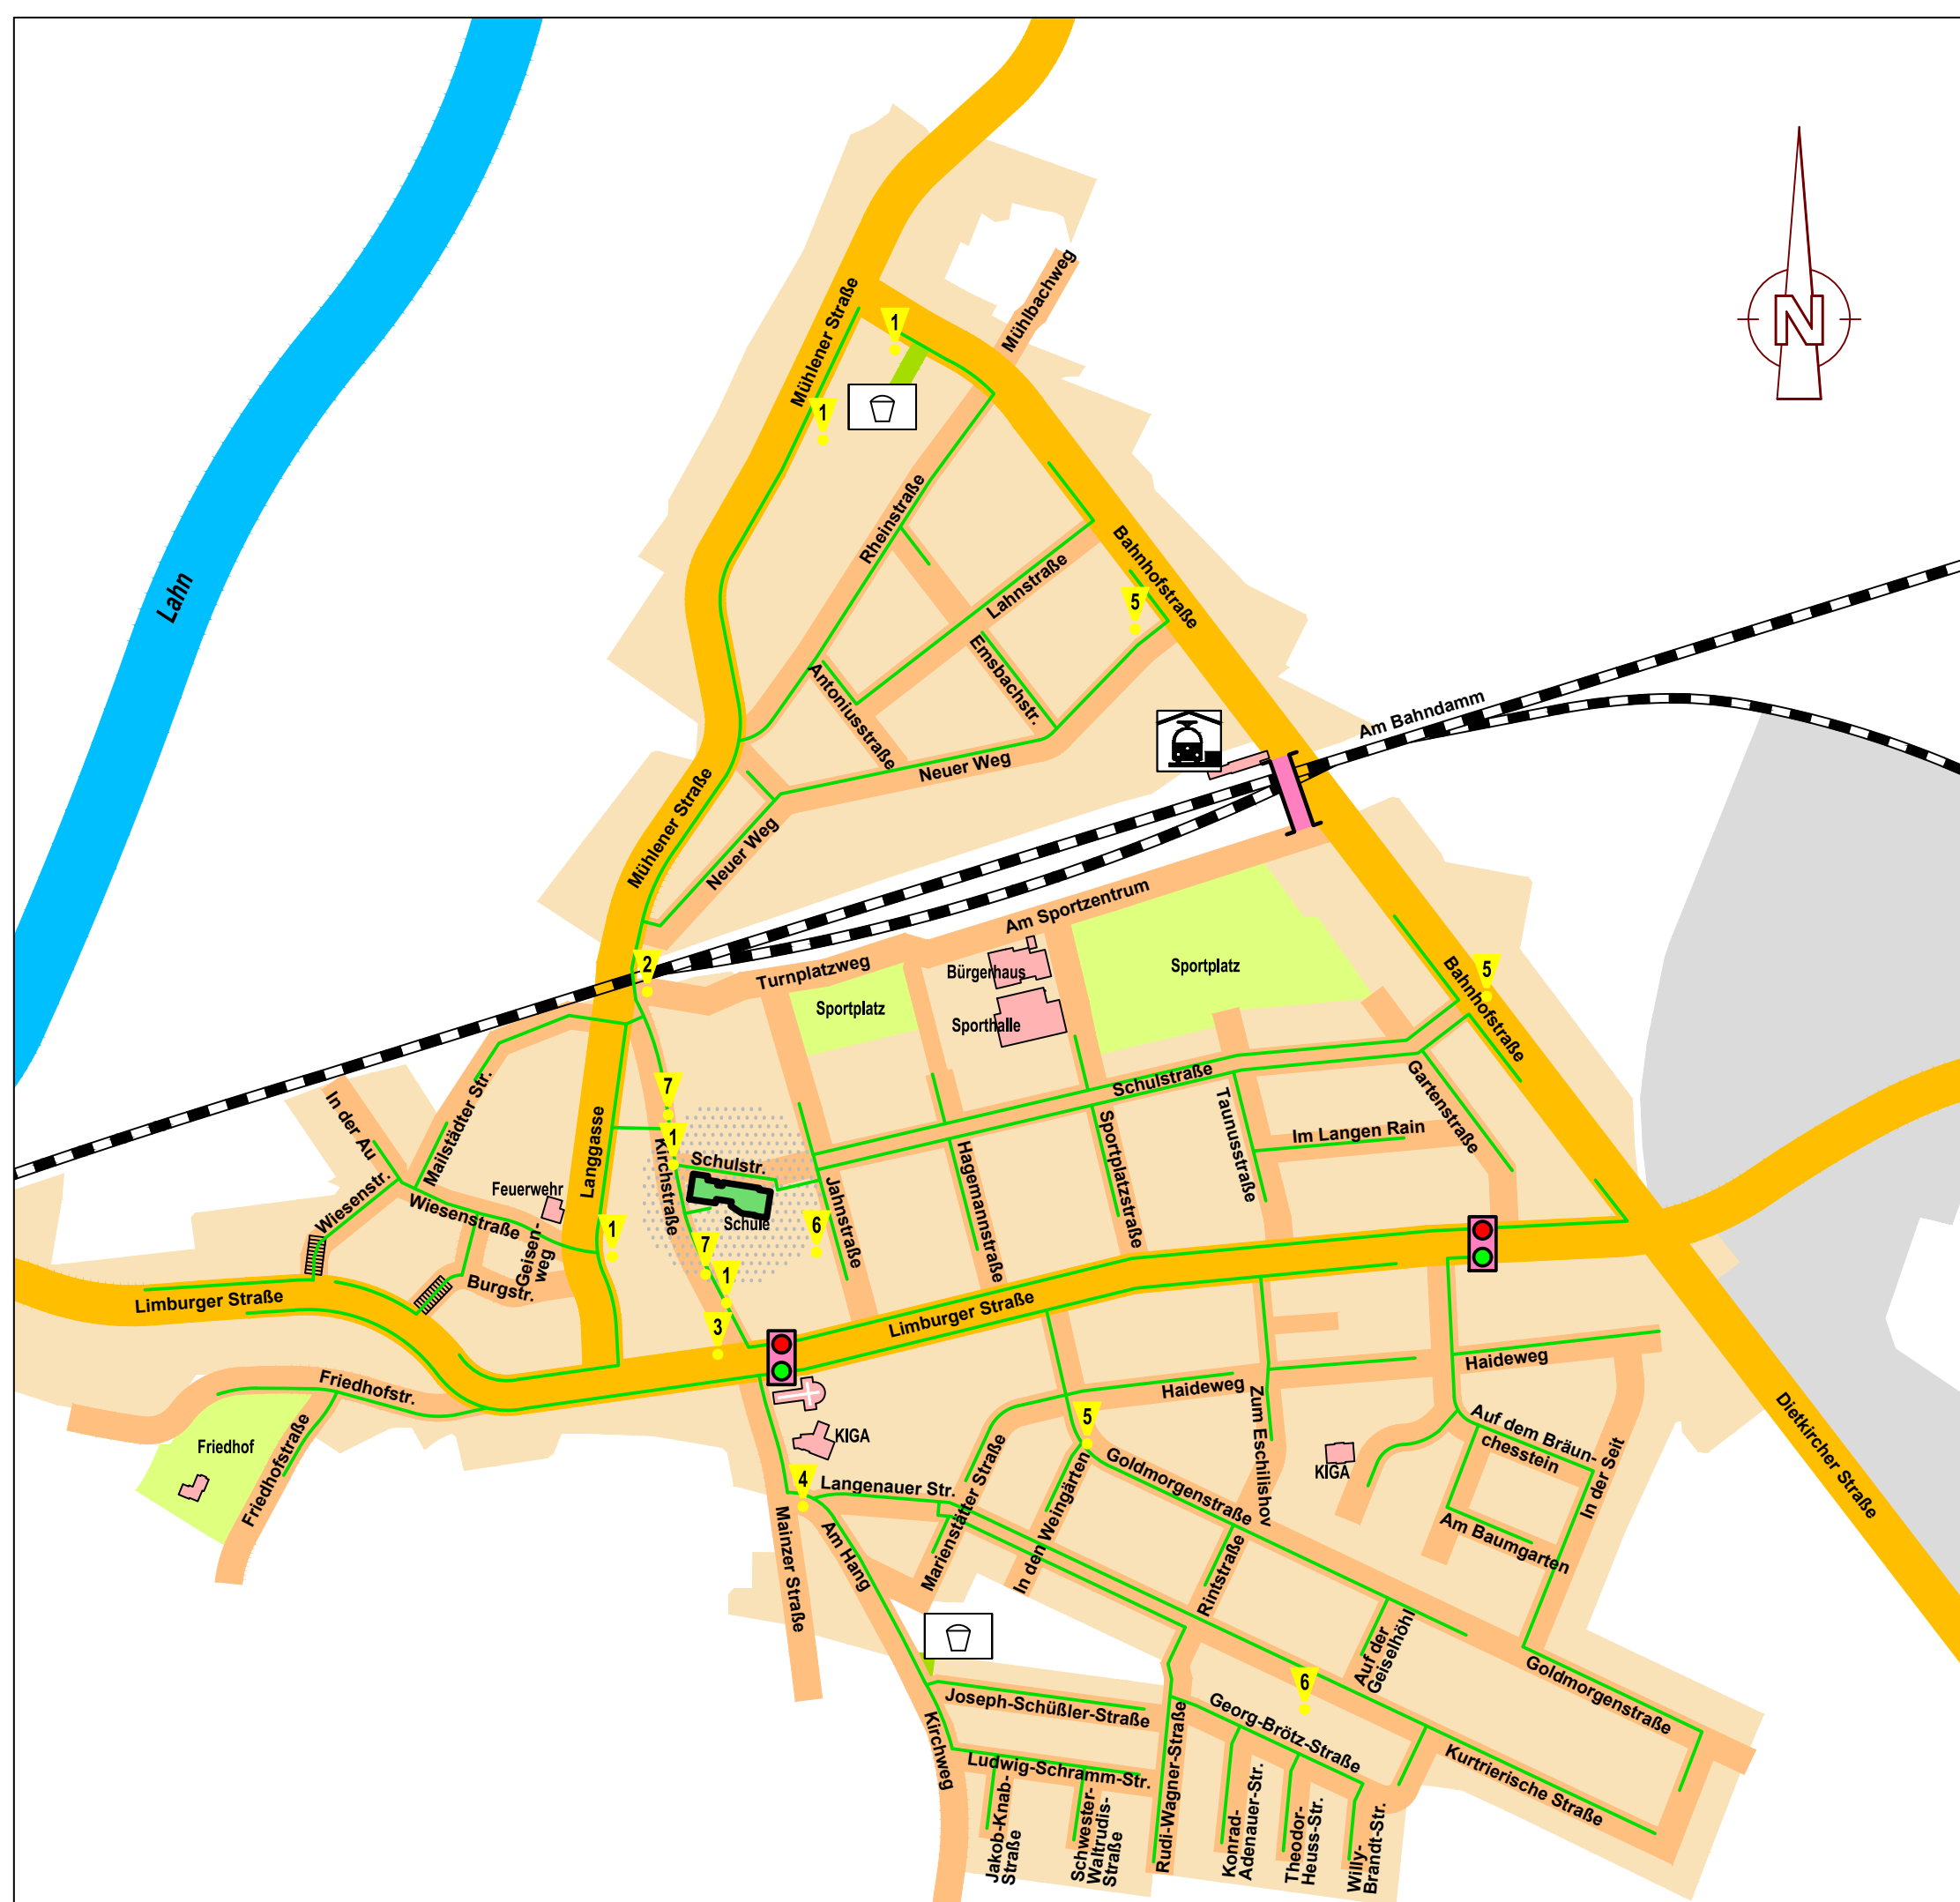 Lahn
N
Mühlbachweg
Mühlener Straße
1
1
Rheinstraße
Bahnhofstraße
Lahnstraße
5
Emsbachstr.
Antoniusstraße
Neuer Weg
Am Bahndamm
Mühlener Straße
Neuer Weg
Am Sportzentrum
2
Turnplatzweg
Bürgerhaus
Sportplatz
Sportplatz
Sporthalle
5
Bahnhofstraße
In der Au
Mailstädter Str.
7
1
Schulstraße
Gartenstraße
Taunusstraße
Im Langen Rain
Sportplatzstraße
Hagemannstraße
Langgasse
Kirchstraße
Schulstr.
Schule
Jahnstraße
6
Feuerwehr
Wiesenstr.
Wiesenstraße
Geisen-
weg
1
7
1
3
Burgstr.
Limburger Straße
Limburger Straße
Friedhofstr.
Friedhof
Friedhofstraße
KIGA
4
Langenauer Str.
Mainzer Straße
Am Hang
Marienstätter Straße
In den Weingärten
5
Haideweg
Haideweg
Zum Eschilishov
Goldmorgenstraße
KIGA
Auf dem Bräun-
chesstein
Am Baumgarten
In der Seit
Dietkircher Straße
Rintstraße
Auf der
Geiselhöhl
6
Goldmorgenstraße
Joseph-Schüßler-Straße
Kirchweg
Ludwig-Schramm-Str.
Georg-Brötz-Straße
Kurtrierische Straße
Jakob-Knab-
Straße
Schwester-
Waltrudis-
Straße
Rudi-Wagner-Straße
Konrad-
Adenauer-Str.
Theodor-
Heuss-Str.
Willy-
Brandt-Str.